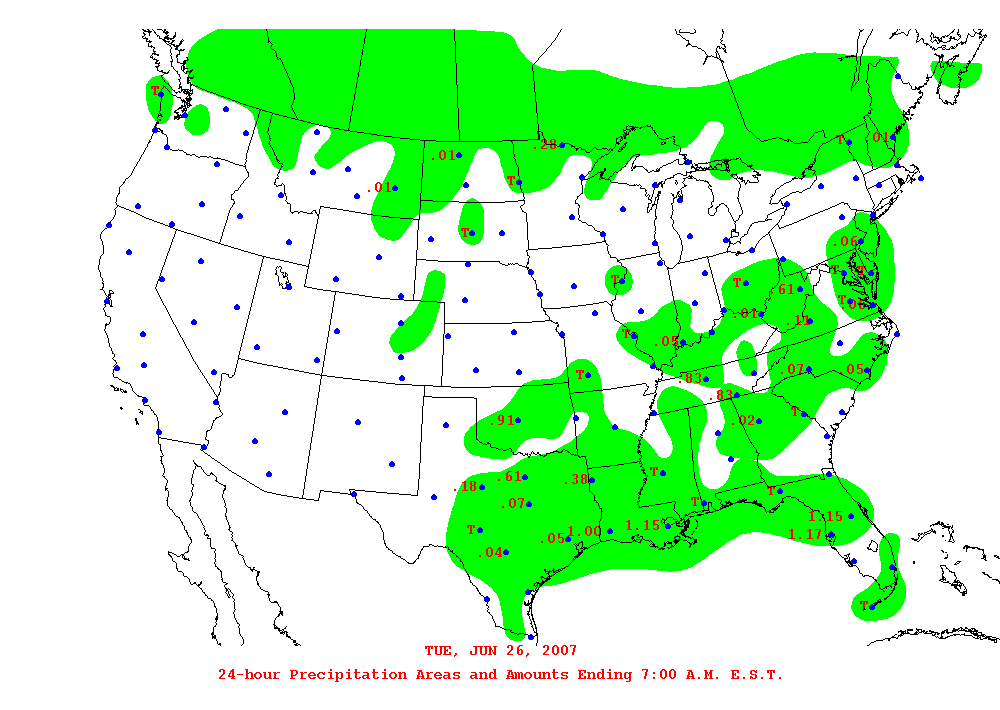 T
.01
T
.28
.01
.01
T
.01
T
T
.06
T
T
T
.61
T
.06
.01
.11
T
.05
T
.83
.07
.05
.83
T
.91
.02
T
.61
.38
.18
T
T
.07
T
1.15
T
1.00
1.15
.05
1.17
.04
T
TUE, JUN 26, 2007
24-hour Precipitation Areas and Amounts Ending 7:00 A.M. E.S.T.